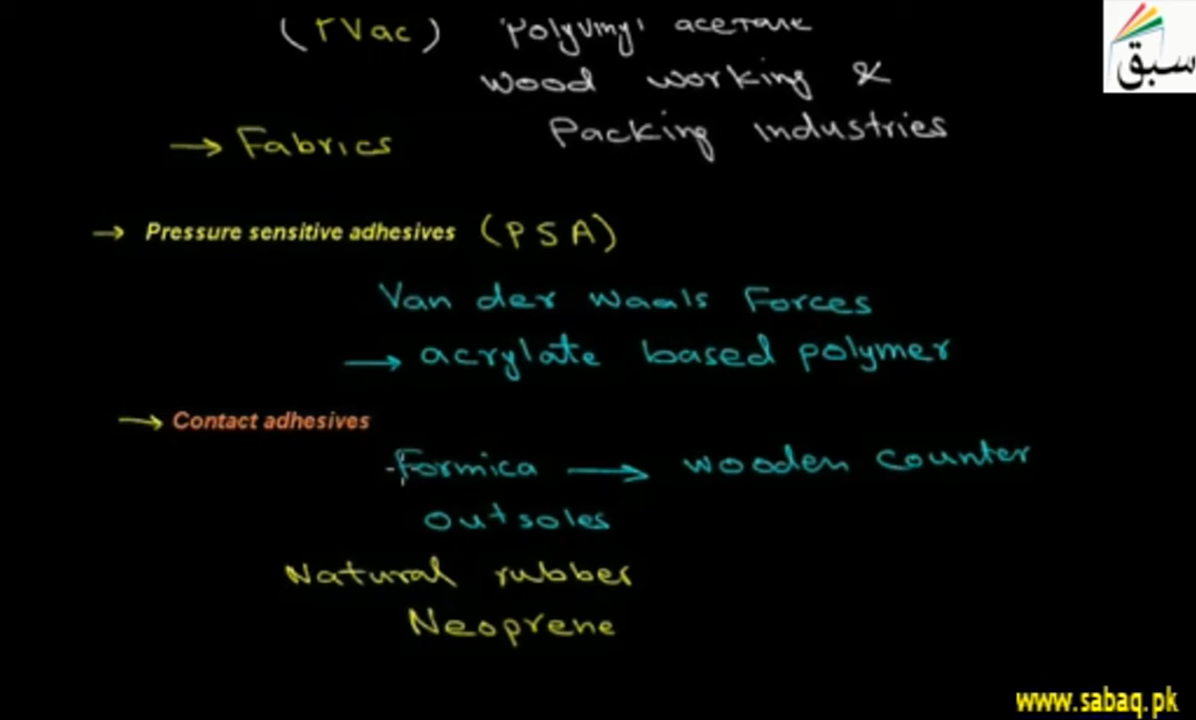 (PVac) Polyvinyl acetate
wood working &
Packing industries
→ Fabrics
→ Pressure sensitive adhesives (PSA)
Van der waals Forces
→ acrylate based polymer
→ Contact adhesives
Formica → wooden counter
outsoles
Natural rubber
Neoprene
سبق
www.sabaq.pk